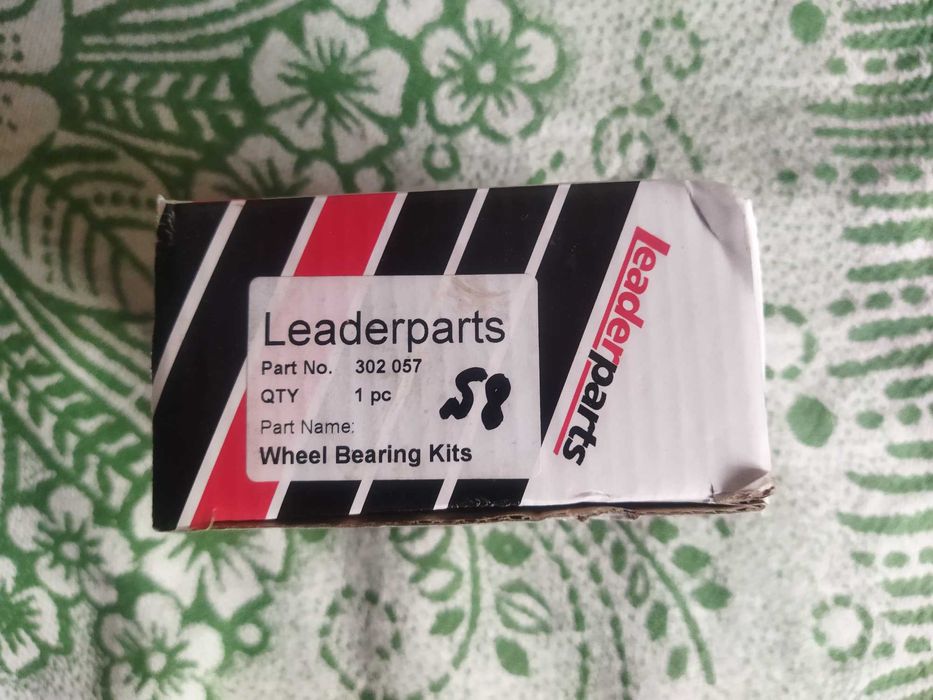 Leaderparts
Part No. 302 057
QTY 1 pc
58
Part Name:
Wheel Bearing Kits
leaderparts